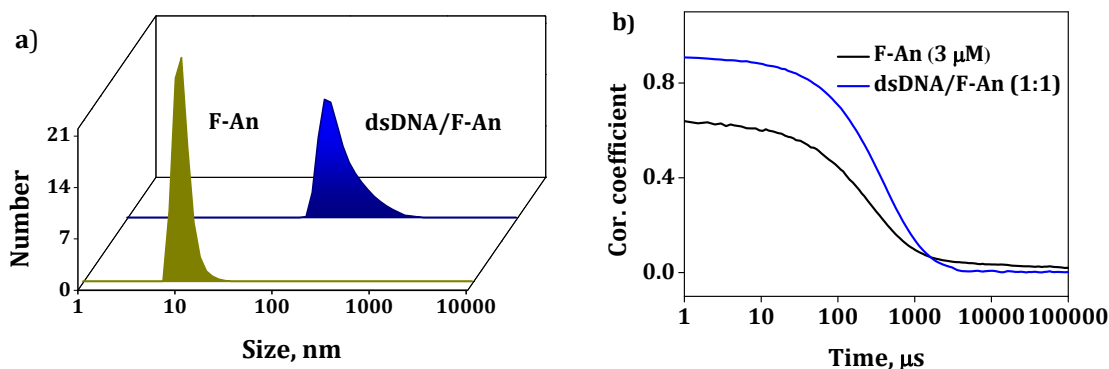 a)
21
14
7
0
Number
F-An
dsDNA/F-An
1
10
100
1000
10000
Size, nm
b)
F-An (3 μM)
dsDNA/F-An (1:1)
0.8
0.4
0.0
Cor. coefficient
1
10
100
1000
10000
100000
Time, μs